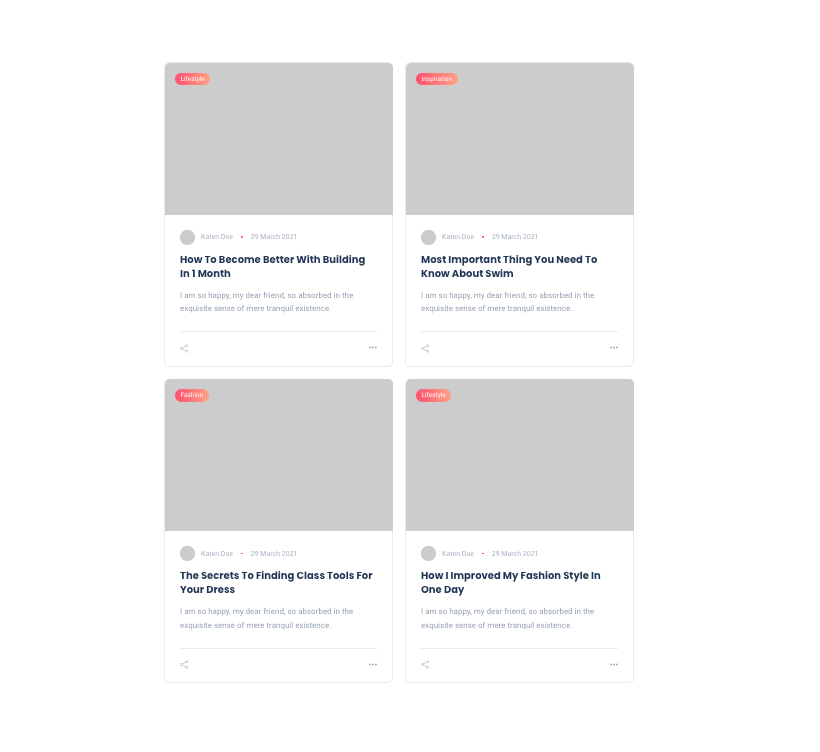 Lifestyle
Katen Doe • 29 March 2021
How To Become Better With Building
In 1 Month
I am so happy, my dear friend, so absorbed in the
exquisite sense of mere tranquil existence.
Inspiration
Katen Doe • 29 March 2021
Most Important Thing You Need To
Know About Swim
I am so happy, my dear friend, so absorbed in the
exquisite sense of mere tranquil existence.
Fashion
Katen Doe • 29 March 2021
The Secrets To Finding Class Tools For
Your Dress
I am so happy, my dear friend, so absorbed in the
exquisite sense of mere tranquil existence.
Lifestyle
Katen Doe • 29 March 2021
How I Improved My Fashion Style In
One Day
I am so happy, my dear friend, so absorbed in the
exquisite sense of mere tranquil existence.